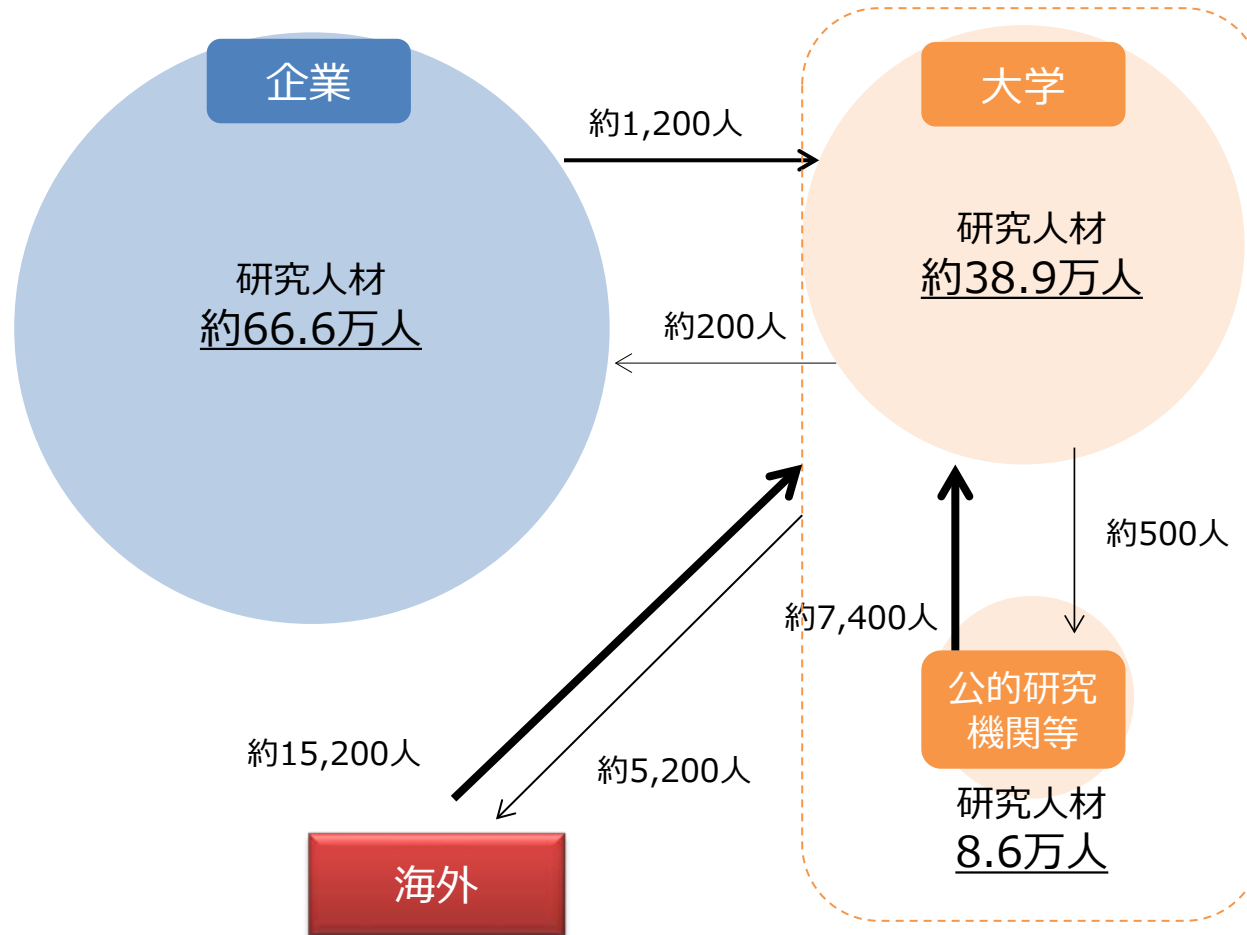 企業
大学
約1,200人
研究人材
約38.9万人
研究人材
約66.6万人
約200人
約500人
約7,400人
公的研究
機関等
約15,200人
約5,200人
研究人材
8.6万人
海外